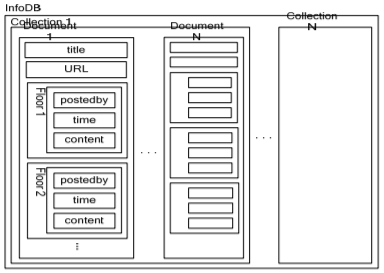 InfoDB
Collection 1
Document
1
title
URL
Floor 1
postedby
time
content
Floor 2
postedby
time
content
...
...
Document
N
...
Collection
N